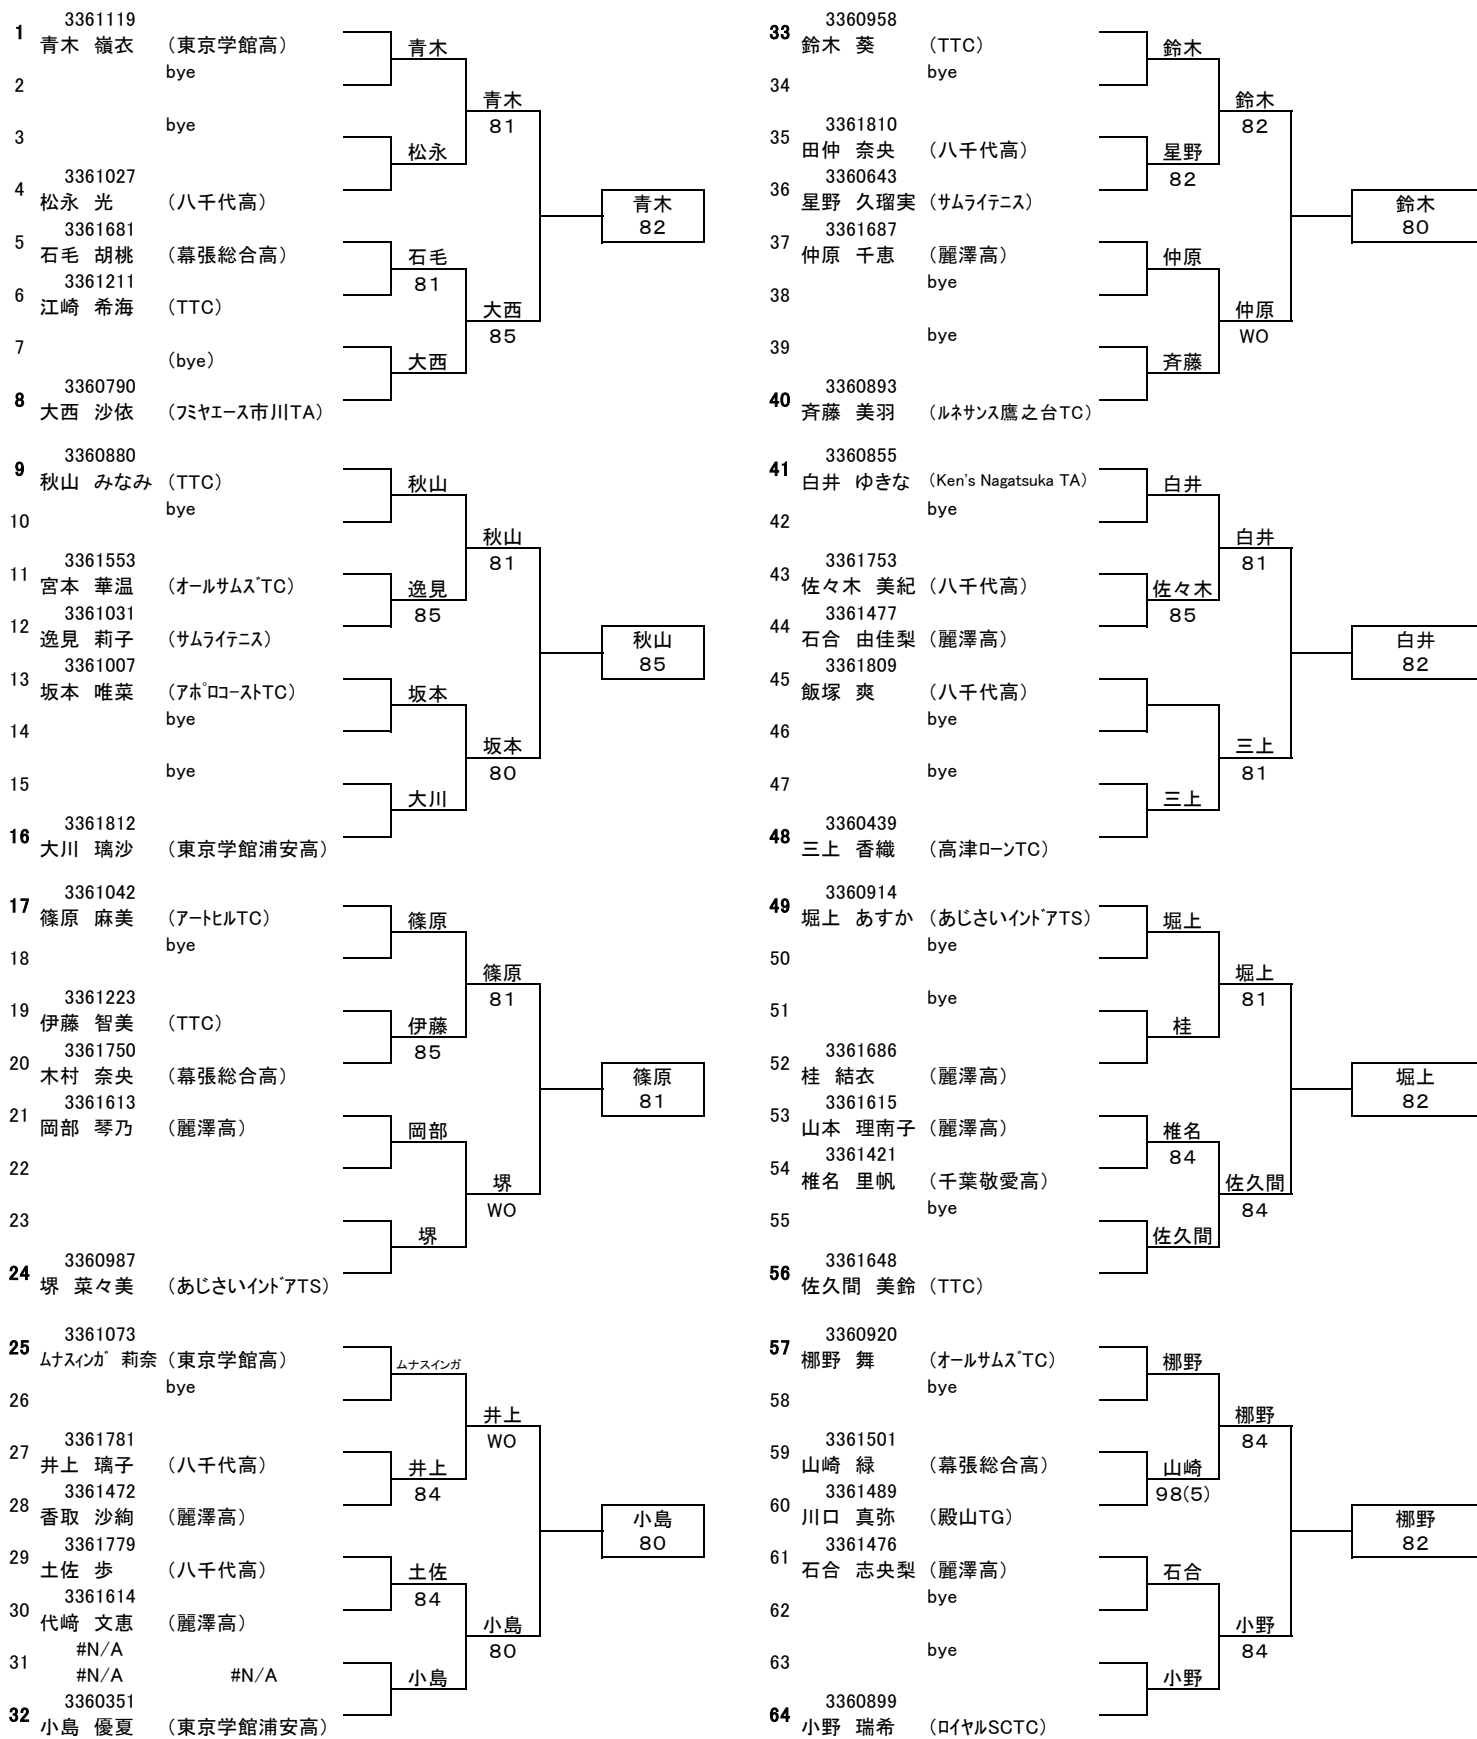 3361119
1 青木 嶺衣 (東京学館高) 青木
bye
2
青木
81
bye
3
松永
3361027
4 松永 光 (八千代高)
青木
82
3361681
5 石毛 胡桃 (幕張総合高) 石毛
81
3361211
6 江崎 希海 (TTC)
大西
85
7 (bye)
大西
3360790
8 大西 沙依 (フミヤエース市川TA)
3360880
9 秋山 みなみ (TTC) 秋山
bye
10
秋山
81
3361553
11 宮本 華温 (オールサムズTC) 逸見
85
3361031
12 逸見 莉子 (サムライテニス)
秋山
85
3361007
13 坂本 唯菜 (アポロコーストTC) 坂本
bye
14
坂本
80
bye
15
大川
3361812
16 大川 璃沙 (東京学館浦安高)
3361042
17 篠原 麻美 (アートヒルTC) 篠原
bye
18
篠原
81
3361223
19 伊藤 智美 (TTC) 伊藤
85
3361750
20 木村 奈央 (幕張総合高)
篠原
81
3361613
21 岡部 琴乃 (麗澤高) 岡部
22
堺
WO
23
堺
3360987
24 堺 菜々美 (あじさいインドアTS)
3361073
25 ムナスィンガ 莉奈 (東京学館高) ムナスインガ
bye
26
井上
WO
3361781
27 井上 璃子 (八千代高) 井上
84
3361472
28 香取 沙絢 (麗澤高)
小島
80
3361779
29 土佐 歩 (八千代高) 土佐
84
3361614
30 代﨑 文恵 (麗澤高)
小島
80
#N/A
31 #N/A #N/A
小島
3360351
32 小島 優夏 (東京学館浦安高)
3360958
33 鈴木 葵 (TTC) 鈴木
bye
34
鈴木
82
3361810
35 田仲 奈央 (八千代高) 星野
82
3360643
36 星野 久瑠実 (サムライテニス)
鈴木
80
3361687
37 仲原 千恵 (麗澤高) 仲原
bye
38
仲原
WO
bye
39
斉藤
3360893
40 斉藤 美羽 (ルネサンス鷹之台TC)
3360855
41 白井 ゆきな (Ken's Nagatsuka TA) 白井
bye
42
白井
81
3361753
43 佐々木 美紀 (八千代高) 佐々木
85
3361477
44 石合 由佳梨 (麗澤高)
白井
82
3361809
45 飯塚 爽 (八千代高)
bye
46
三上
81
bye
47
三上
3360439
48 三上 香織 (高津ローンTC)
3360914
49 堀上 あすか (あじさいインドアTS) 堀上
bye
50
堀上
81
bye
51
桂
3361686
52 桂 結衣 (麗澤高)
堀上
82
3361615
53 山本 理南子 (麗澤高) 椎名
84
3361421
54 椎名 里帆 (千葉敬愛高)
bye
佐久間
84
55
佐久間
3361648
56 佐久間 美鈴 (TTC)
3360920
57 梛野 舞 (オールサムズTC) 梛野
bye
58
梛野
84
3361501
59 山崎 緑 (幕張総合高) 山崎
98(5)
3361489
60 川口 真弥 (殿山TG)
梛野
82
3361476
61 石合 志央梨 (麗澤高) 石合
bye
62
小野
84
bye
63
小野
3360899
64 小野 瑞希 (ロイヤルSCTC)